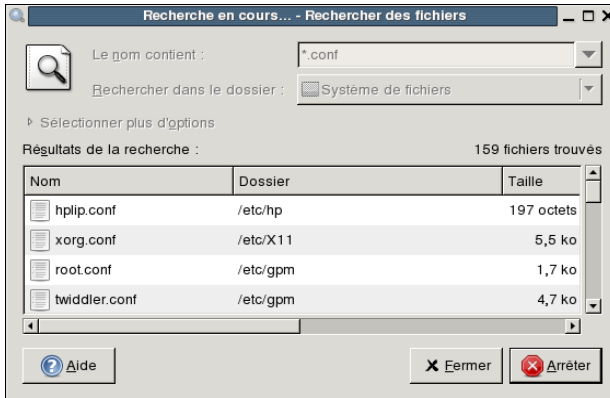 Recherche en cours... - Rechercher des fichiers
Le nom contient : *.conf
Rechercher dans le dossier : Système de fichiers
Sélectionner plus d'options
Résultats de la recherche : 159 fichiers trouvés
Nom Dossier Taille
hplip.conf /etc/hp 197 octets
xorg.conf /etc/X11 5,5 ko
root.conf /etc/gpm 1,7 ko
twiddler.conf /etc/gpm 4,7 ko
Aide Fermer Arrêter